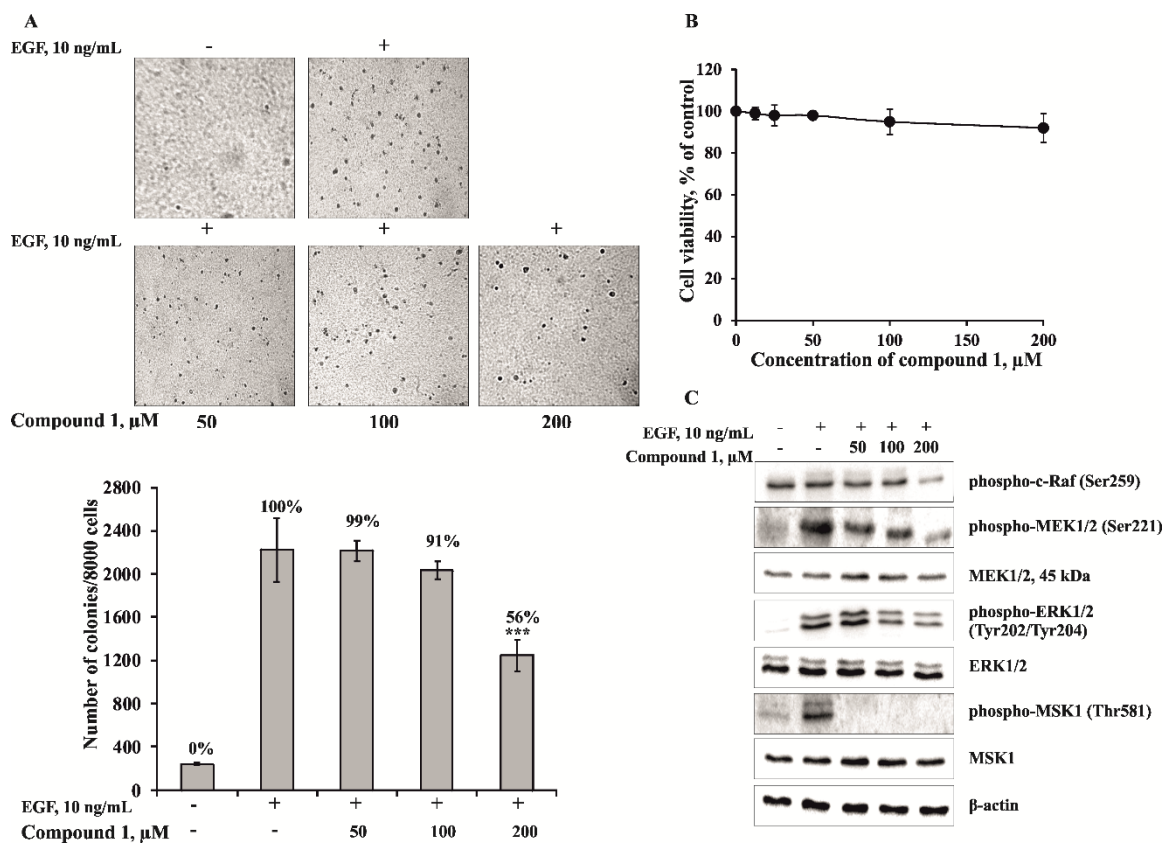 A
EGF, 10 ng/mL - +
EGF, 10 ng/mL + + +
Compound 1, µM 50 100 200
Number of colonies/8000 cells
2800
2400
2000
1600
1200
800
400
0
0%
100%
99%
91%
56%
***
EGF, 10 ng/mL - + + + +
Compound 1, µM - - 50 100 200
B
Cell viability, % of control
120
100
80
60
40
20
0
0 50 100 150 200
Concentration of compound 1, µM
C
EGF, 10 ng/mL - + + + +
Compound 1, µM - - 50 100 200
phospho-c-Raf (Ser259)
phospho-MEK1/2 (Ser221)
MEK1/2, 45 kDa
phospho-ERK1/2
(Tyr202/Tyr204)
ERK1/2
phospho-MSK1 (Thr581)
MSK1
β-actin